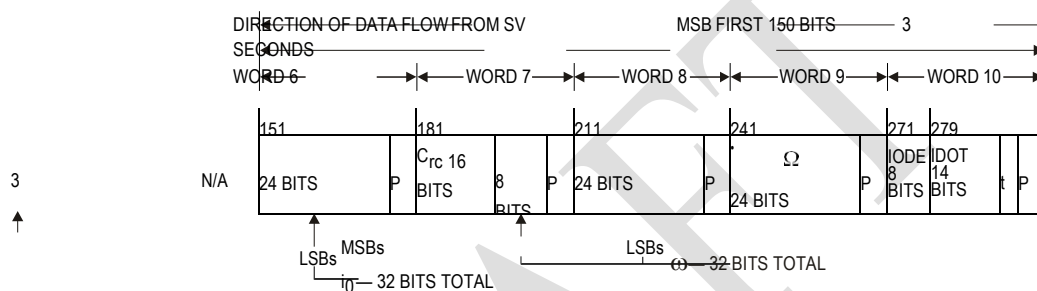 DIRECTION OF DATA FLOW FROM SV MSB FIRST 150 BITS 3
SECONDS
WORD 6 WORD 7 WORD 8 WORD 9 WORD 10
151 181 211 241 271 279
3 N/A 24 BITS P Crc 16 BITS 8 BITS P 24 BITS P Ω 24 BITS P IODE 8 BITS IDOT 14 BITS t P
LSBs MSBs LSBs
ω — 32 BITS TOTAL
i0 — 32 BITS TOTAL